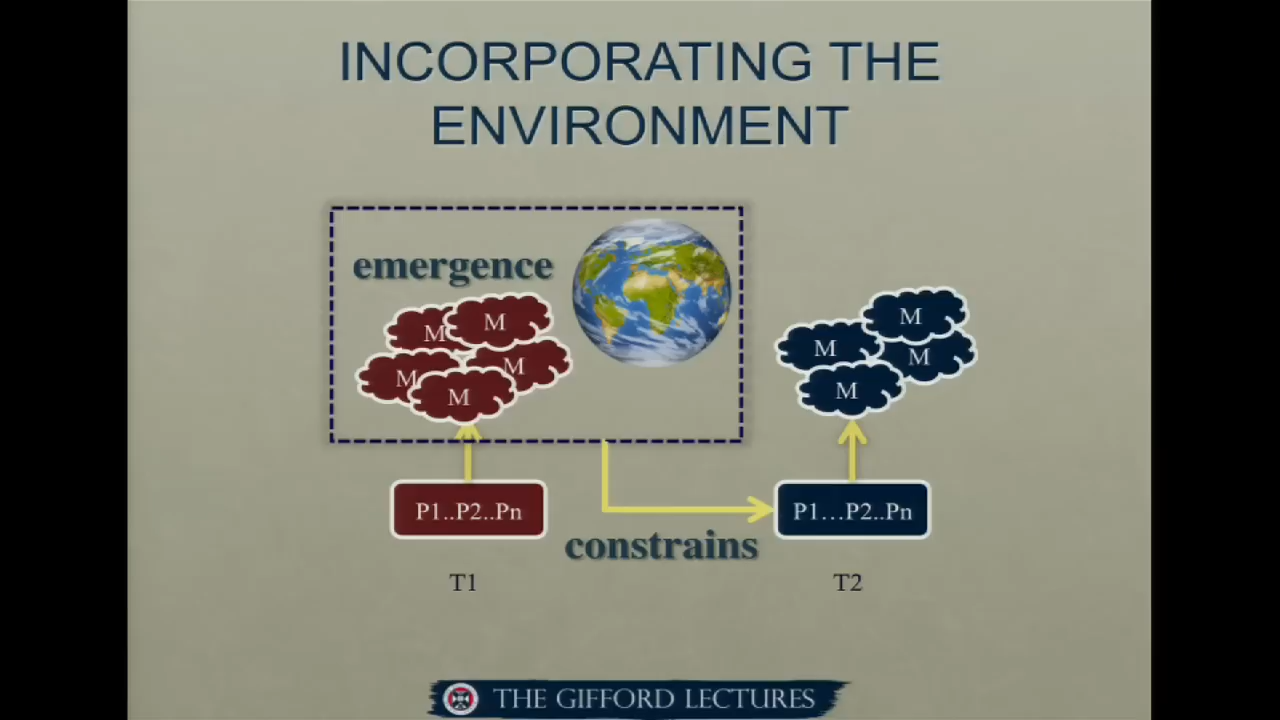 INCORPORATING THE
ENVIRONMENT
emergence
M
M
M
M
M
M
M
M
M
P1..P2..Pn
P1...P2..Pn
constrains
T1
T2
THE GIFFORD LECTURES